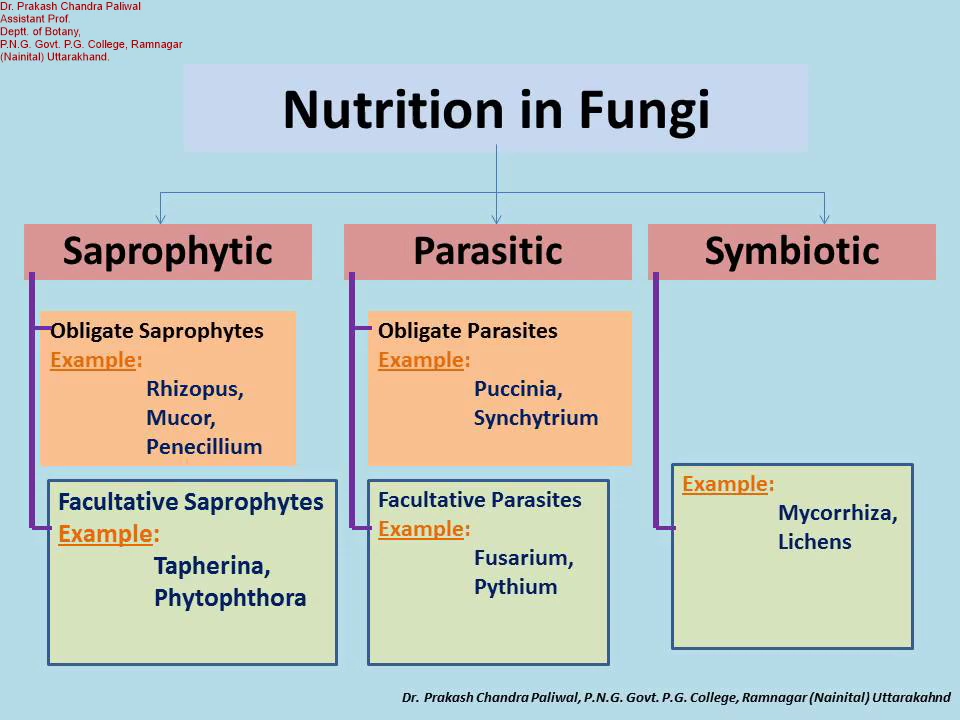 Dr. Prakash Chandra Paliwal
Assistant Prof.
Deptt. of Botany,
P.N.G. Govt. P.G. College, Ramnagar
(Nainital) Uttarakhand.
Nutrition in Fungi
Saprophytic
Obligate Saprophytes
Example:
Rhizopus,
Mucor,
Penecillium
Facultative Saprophytes
Example:
Tapherina,
Phytophthora
Parasitic
Obligate Parasites
Example:
Puccinia,
Synchytrium
Facultative Parasites
Example:
Fusarium,
Pythium
Symbiotic
Example:
Mycorrhiza,
Lichens
Dr. Prakash Chandra Paliwal, P.N.G. Govt. P.G. College, Ramnagar (Nainital) Uttarakahnd